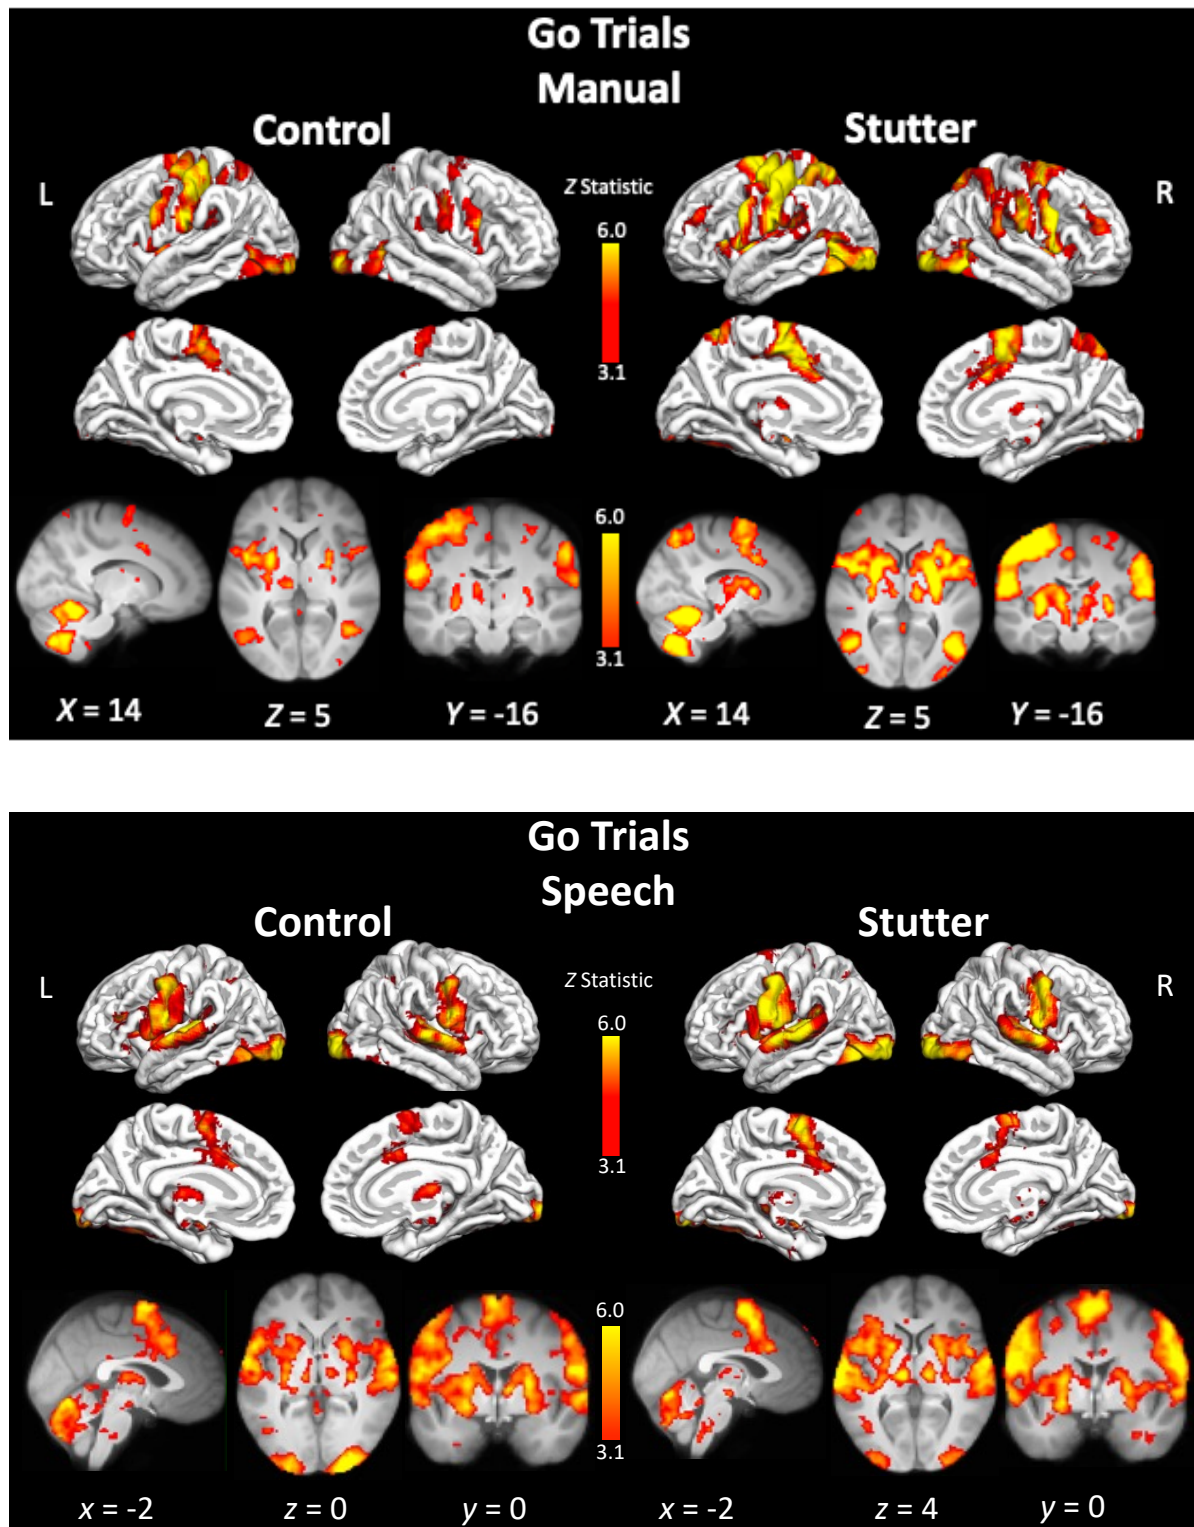 Go Trials
Manual
Control
Stutter
L
Z Statistic
R
6.0
3.1
6.0
3.1
X = 14
Z = 5
Y = -16
X = 14
Z = 5
Y = -16
Go Trials
Speech
Control
Stutter
L
Z Statistic
R
6.0
3.1
6.0
3.1
x = -2
z = 0
y = 0
x = -2
z = 4
y = 0